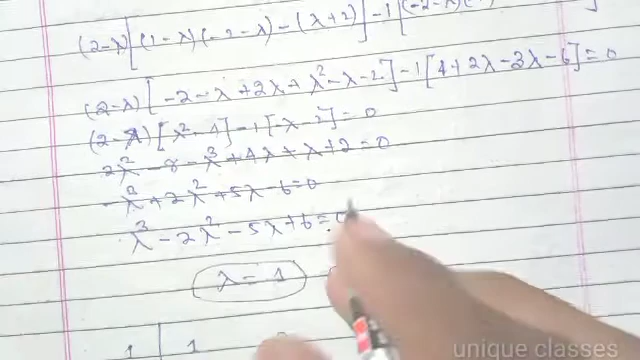 (2-λ)[(1-λ)(-2-λ)-(λ+2)]-1[(-2-λ)
(2-λ)[-2-λ+2λ+λ²-λ-2]-1[4+2λ-3λ-6]=0
(2-λ)[λ²-4]-1[-λ-2]=0
2λ²-8-λ³+4λ+λ+2=0
-λ³+2λ²+5λ-6=0
λ³-2λ²-5λ+6=0
λ=1
1 1
unique classes